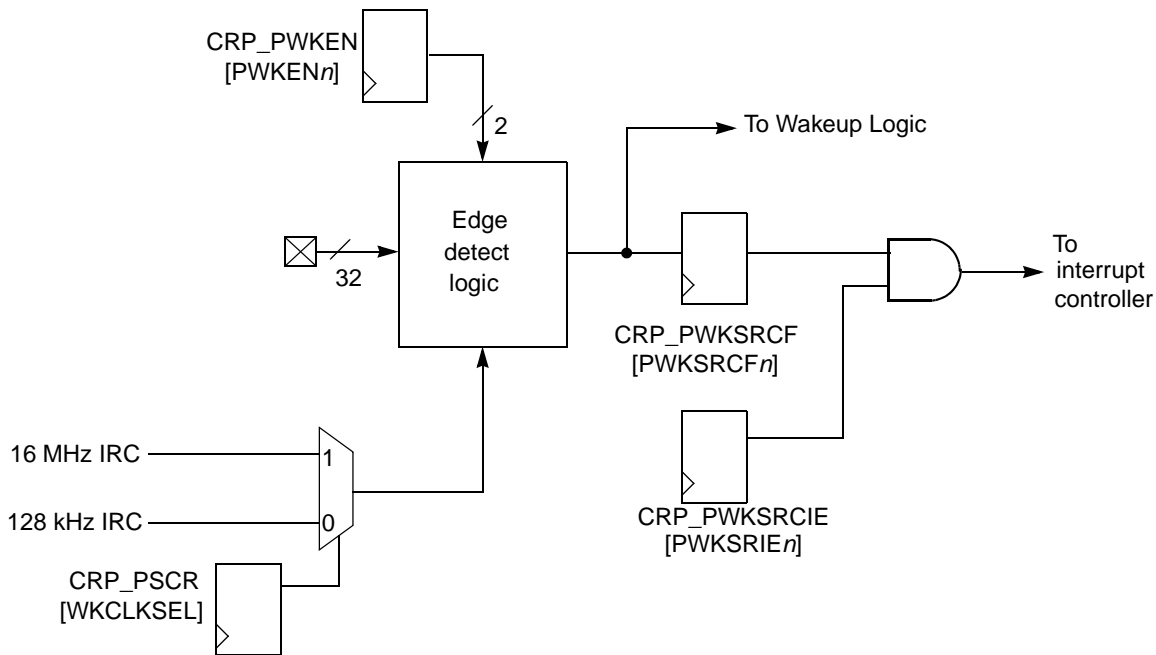 CRP_PWKEN
[PWKENn]
2
To Wakeup Logic
Edge
detect
logic
32
To
interrupt
controller
CRP_PWKSRCF
[PWKSRCFn]
16 MHz IRC
1
128 kHz IRC
0
CRP_PWKSRCIE
[PWKSRIEn]
CRP_PSCR
[WKCLKSEL]